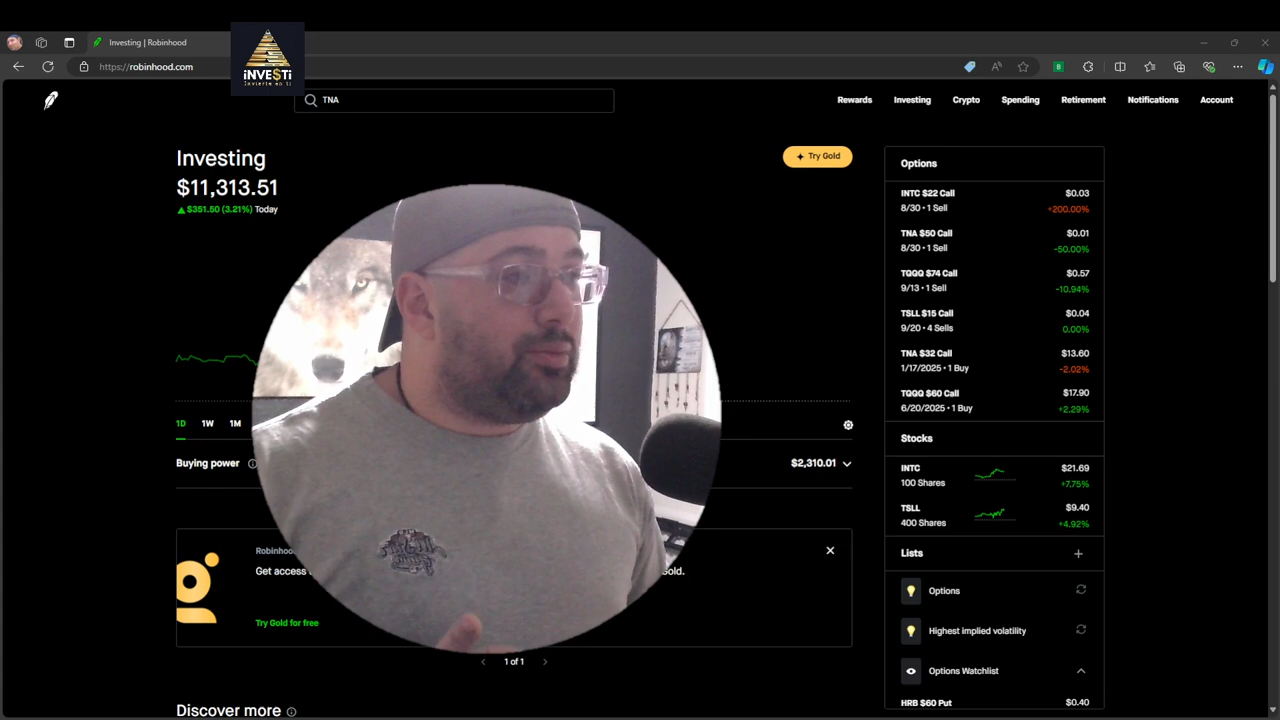 Investing | Robinhood
https://robinhood.com
INVE$Ti
Invierte en ti
TNA
Rewards
Investing
Crypto
Spending
Retirement
Notifications
Account
Investing
$11,313.51
$351.50 (3.21%) Today
Try Gold
1D
1W
1M
Buying power
$2,310.01
Robinhoo
Get access
Gold.
Try Gold for free
1 of 1
Discover more
Options
INTC $22 Call $0.03
8/30 • 1 Sell +200.00%
TNA $50 Call $0.01
8/30 • 1 Sell -50.00%
TQQQ $74 Call $0.57
9/13 • 1 Sell -10.94%
TSLL $15 Call $0.04
9/20 • 4 Sells 0.00%
TNA $32 Call $13.60
1/17/2025 • 1 Buy -2.02%
TQQQ $60 Call $17.90
6/20/2025 • 1 Buy +2.29%
Stocks
INTC $21.69
100 Shares +7.75%
TSLL $9.40
400 Shares +4.92%
Lists
Options
Highest implied volatility
Options Watchlist
HRB $60 Put $0.40